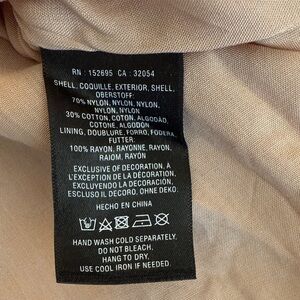 RN : 152695 CA : 32054
SHELL, COQUILLE, EXTERIOR, SHELL,
OBERSTOFF:
70% NYLON, NYLON, NYLON,
NYLON, NYLON
30% COTTON, COTON, ALGODÃO,
COTONE, ALGODÓN
LINING, DOUBLURE, FORRO, FODERA,
FUTTER:
100% RAYON, RAYONNE, RAYON,
RAIOM, RAYON
EXCLUSIVE OF DECORATION, A
L'EXCEPTION DE LA DECORATION,
EXCLUYENDO LA DECORACIÓN,
ESCLUSO IL DECORO, OHNE DEKO.
HECHO EN CHINA
HAND WASH COLD SEPARATELY.
DO NOT BLEACH.
HANG TO DRY.
USE COOL IRON IF NEEDED.